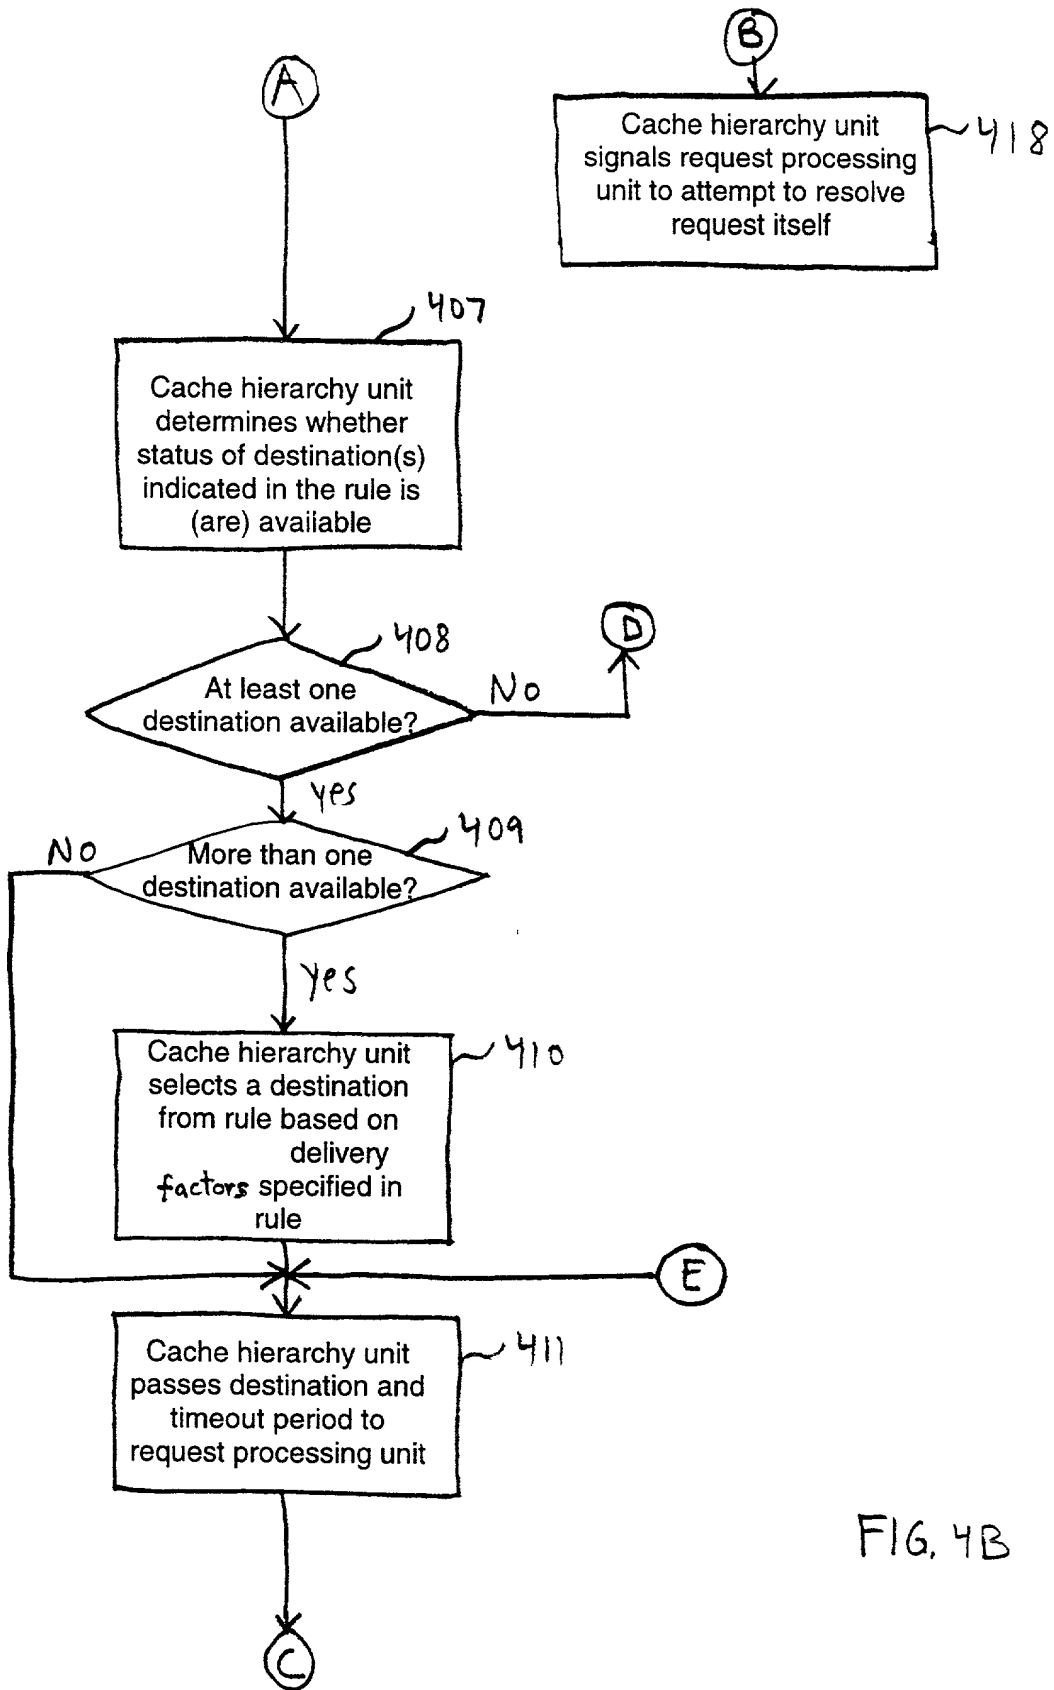 A
B
Cache hierarchy unit
signals request processing
unit to attempt to resolve
request itself
418
407
Cache hierarchy unit
determines whether
status of destination(s)
indicated in the rule is
(are) available
408
At least one
destination available?
No
D
yes
409
No
More than one
destination available?
yes
410
Cache hierarchy unit
selects a destination
from rule based on
delivery
factors specified in
rule
E
411
Cache hierarchy unit
passes destination and
timeout period to
request processing unit
C
FIG. 4B